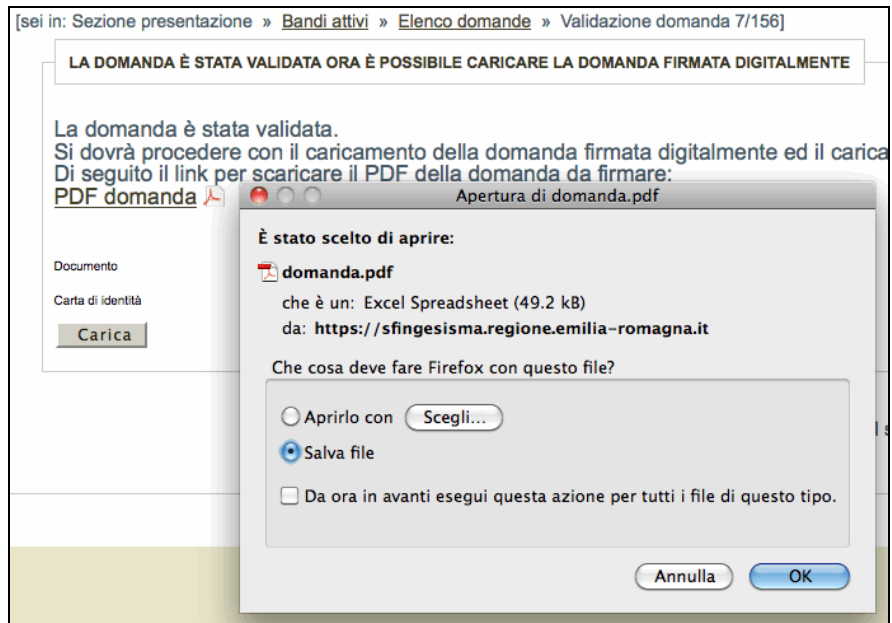 [sei in: Sezione presentazione » Bandi attivi » Elenco domande » Validazione domanda 7/156]
LA DOMANDA È STATA VALIDATA ORA È POSSIBILE CARICARE LA DOMANDA FIRMATA DIGITALMENTE
La domanda è stata validata.
Si dovrà procedere con il caricamento della domanda firmata digitalmente ed il carica
Di seguito il link per scaricare il PDF della domanda da firmare:
PDF domanda
Apertura di domanda.pdf
È stato scelto di aprire:
domanda.pdf
che è un: Excel Spreadsheet (49.2 kB)
da: https://sfingesisma.regione.emilia-romagna.it
Che cosa deve fare Firefox con questo file?
Aprirlo con Scegli...
Salva file
Da ora in avanti esegui questa azione per tutti i file di questo tipo.
Annulla OK
Documento
Carta di identità
Carica